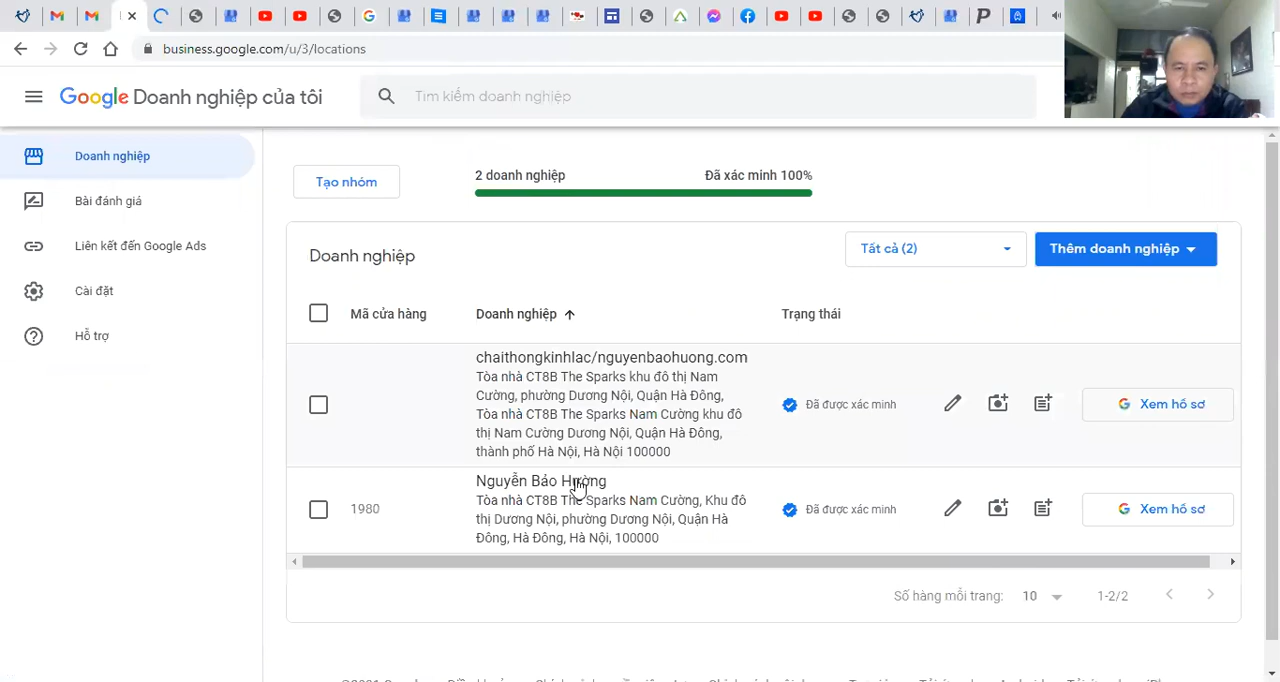 business.google.com/u/3/locations
Google Doanh nghiệp của tôi
Tìm kiếm doanh nghiệp
Doanh nghiệp
Bài đánh giá
Liên kết đến Google Ads
Cài đặt
Hỗ trợ
Tạo nhóm
2 doanh nghiệp
Đã xác minh 100%
Doanh nghiệp
Tất cả (2)
Thêm doanh nghiệp
Mã cửa hàng
Doanh nghiệp
Trạng thái
chaithongkinhlac/nguyenbaohuong.com
Tòa nhà CT8B The Sparks khu đô thị Nam
Cường, phường Dương Nội, Quận Hà Đông,
Tòa nhà CT8B The Sparks Nam Cường khu đô
thị Nam Cường Dương Nội, Quận Hà Đông,
thành phố Hà Nội, Hà Nội 100000
Đã được xác minh
Xem hồ sơ
1980
Nguyễn Bảo Hường
Tòa nhà CT8B The Sparks Nam Cường, Khu đô
thị Dương Nội, phường Dương Nội, Quận Hà
Đông, Hà Đông, Hà Nội, 100000
Đã được xác minh
Xem hồ sơ
Số hàng mỗi trang:
10
1-2/2